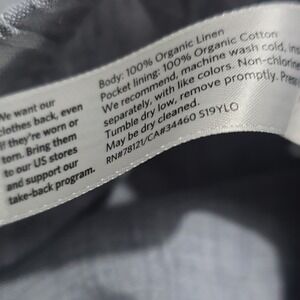 We want our
clothes back, even
if they're worn or
torn. Bring them
to our US stores
and support our
take-back program.
Body: 100% Organic Linen
Pocket lining: 100% Organic Cotton
We recommend, machine wash cold,
separately, with like colors. Non-chlorine
Tumble dry low, remove promptly.
May be dry cleaned.
RN#78121/CA#34460 S19YLO